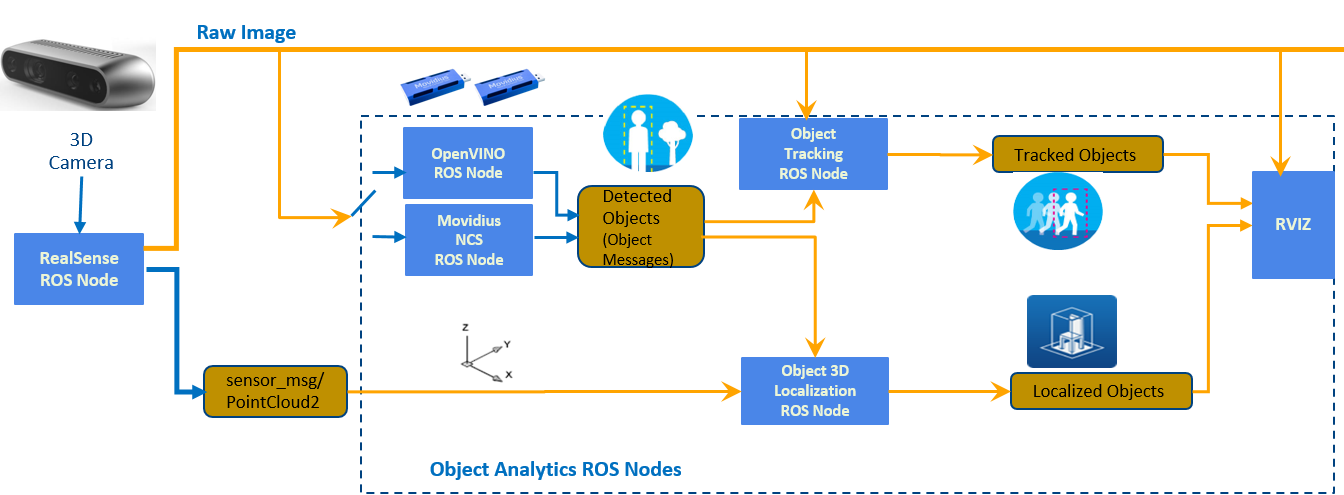 Raw Image
3D
Camera
RealSense
ROS Node
sensor_msg/
PointCloud2
Movidius
Movidius
OpenVINO
ROS Node
Movidius
NCS
ROS Node
Detected
Objects
(Object
Messages)
Object
Tracking
ROS Node
Tracked Objects
RVIZ
Z
Y
X
Object 3D
Localization
ROS Node
Localized Objects
Object Analytics ROS Nodes